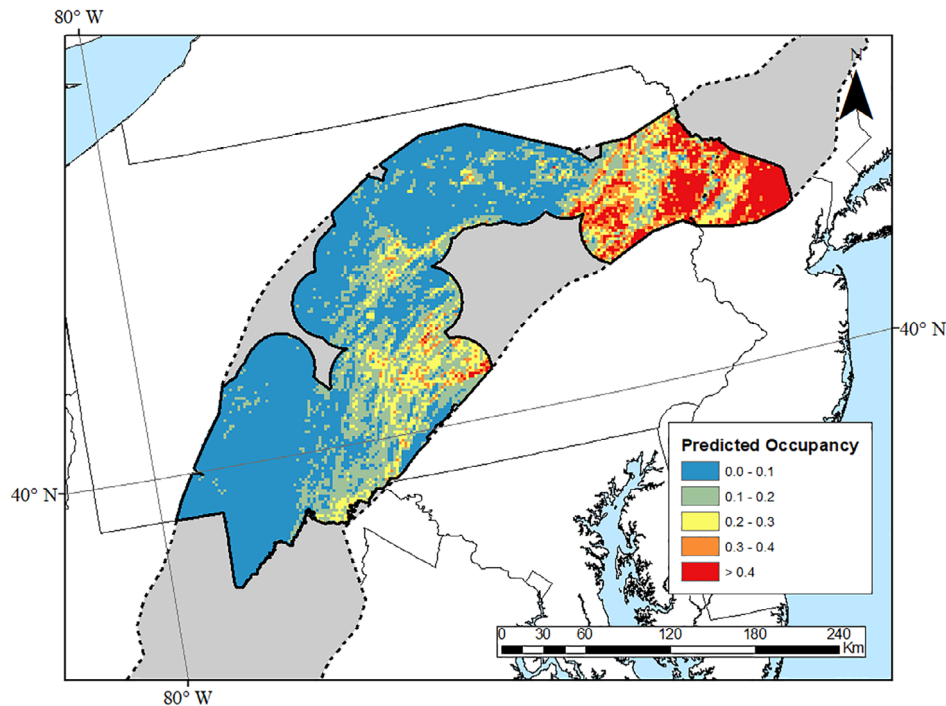 80° W
N
40° N
40° N
Predicted Occupancy
0.0 - 0.1
0.1 - 0.2
0.2 - 0.3
0.3 - 0.4
> 0.4
0 30 60 120 180 240
Km
80° W